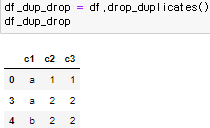 df_dup_drop = df.drop_duplicates()
df_dup_drop
c1 c2 c3
0 a 1 1
3 a 2 2
4 b 2 2